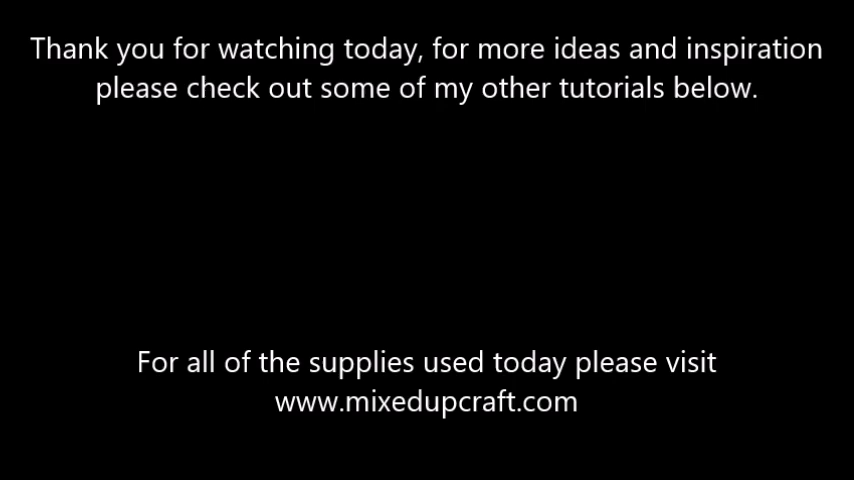 Thank you for watching today, for more ideas and inspiration
please check out some of my other tutorials below.
For all of the supplies used today please visit
www.mixedupcraft.com